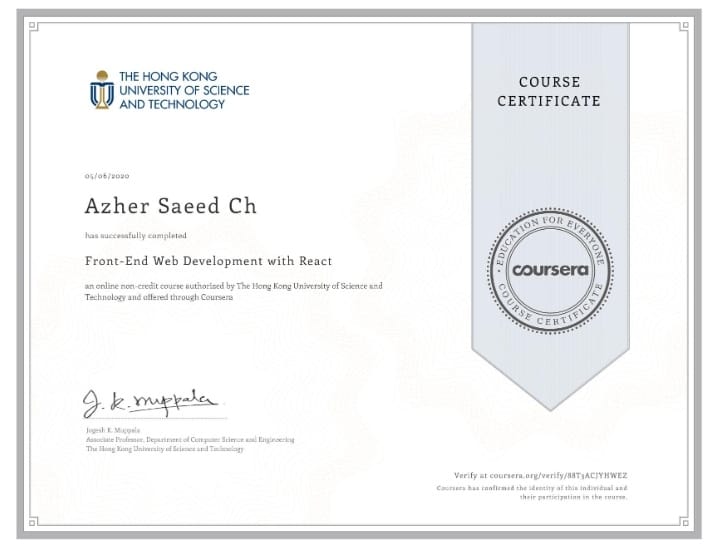 THE HONG KONG
UNIVERSITY OF SCIENCE
AND TECHNOLOGY
COURSE
CERTIFICATE
05/06/2020
Azher Saeed Ch
has successfully completed
Front-End Web Development with React
an online non-credit course authorized by The Hong Kong University of Science and
Technology and offered through Coursera
EDUCATION FOR EVERYONE
coursera
COURSE CERTIFICATE
J. K. Muppala
Jogesh K. Muppala
Associate Professor, Department of Computer Science and Engineering
The Hong Kong University of Science and Technology
Verify at coursera.org/verify/88T3ACJYHWEZ
Coursera has confirmed the identity of this individual and
their participation in the course.